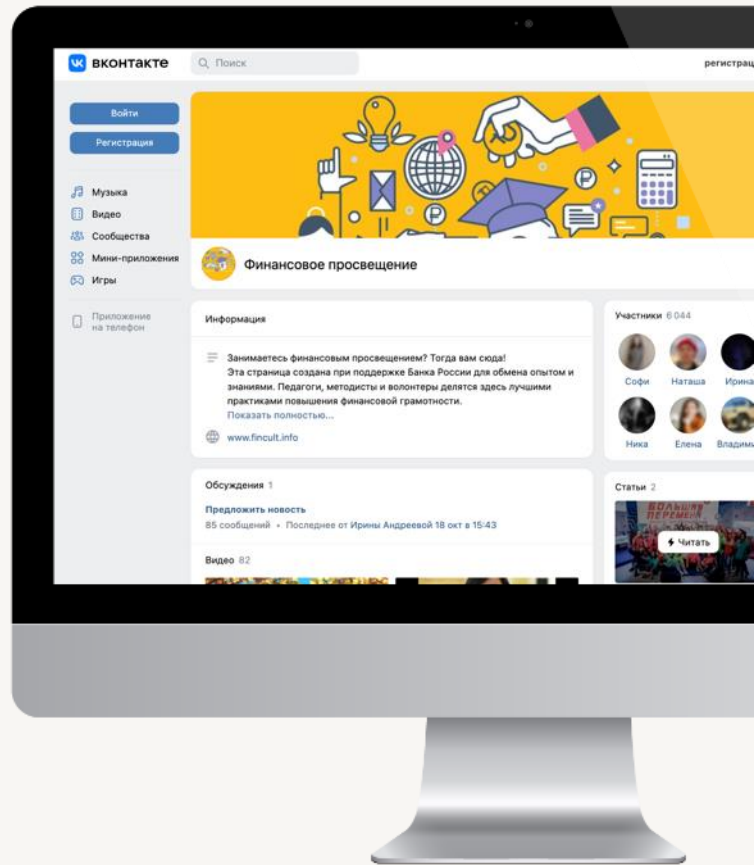 вконтакте
Поиск
регистрац
Войти
Регистрация
Музыка
Видео
Сообщества
Мини-приложения
Игры
Приложение
на телефон
Финансовое просвещение
Информация
Занимаетесь финансовым просвещением? Тогда вам сюда!
Эта страница создана при поддержке Банка России для обмена опытом и
знаниями. Педагоги, методисты и волонтеры делятся здесь лучшими
практиками повышения финансовой грамотности.
Показать полностью...
www.fincult.info
Обсуждения 1
Предложить новость
85 сообщений • Последнее от Ирины Андреевой 18 окт в 15:43
Видео 82
Участники 6 044
Софи Наташа Ирина
Ника Елена Владими
Статьи 2
БОЛЬШАЯ
ПЕРЕМЕНА
Читать